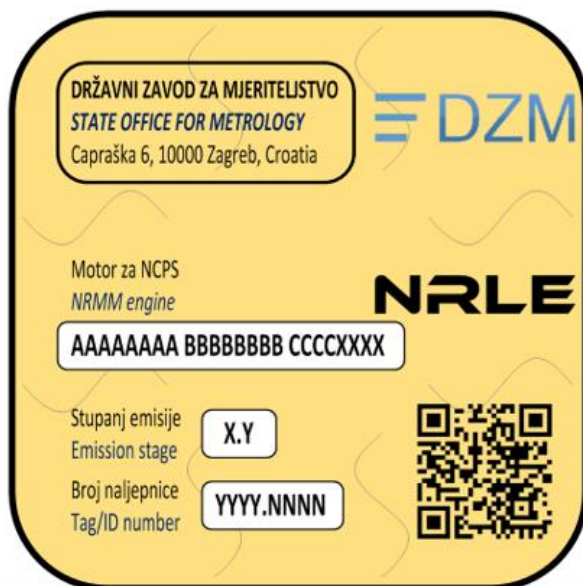 DRŽAVNI ZAVOD ZA MJERITELJSTVO
STATE OFFICE FOR METROLOGY
Capraška 6, 10000 Zagreb, Croatia
DZM
Motor za NCPS
NRMM engine
NRLE
AAAAAAAA BBBBBBBB CCCCXXXX
Stupanj emisije
Emission stage
X.Y
Broj naljepnice
Tag/ID number
YYYY.NNNN